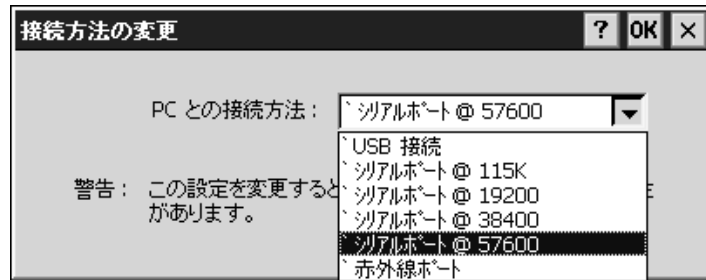 接続方法の変更 ? OK ×
PC との接続方法： `ｼﾘｱﾙﾎﾟｰﾄ @ 57600
`USB 接続
`ｼﾘｱﾙﾎﾟｰﾄ @ 115K
`ｼﾘｱﾙﾎﾟｰﾄ @ 19200
`ｼﾘｱﾙﾎﾟｰﾄ @ 38400
`ｼﾘｱﾙﾎﾟｰﾄ @ 57600
`赤外線ﾎﾟｰﾄ
警告： この設定を変更すると
があります。